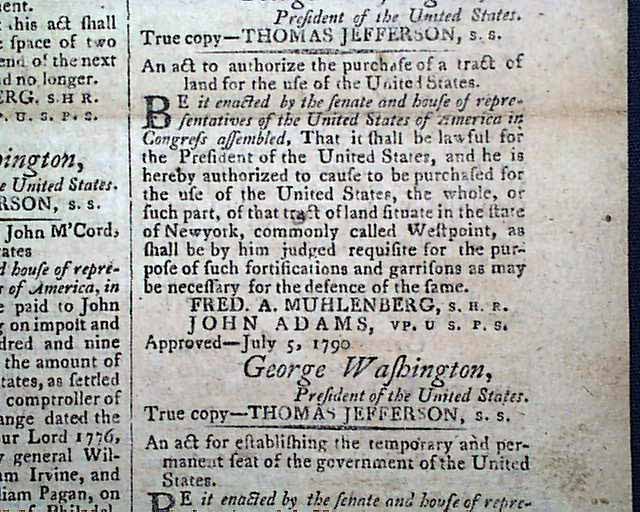 ment.
this act shall
e space of two
end of the next
nd no longer.
ERG. S H R.
P. U S. P. S.
ington,
e United States.
RSON, S. S.
John M'Cord,
ates
d house of repre-
s of America, in
e paid to John
g on impost and
dred and nine
the amount of
tates, as settled
comptroller of
ange dated the
our Lord 1776,
y general Wil-
am Irvine, and
liam Pagan, on
of Philadel
President of the United States.
True copy—THOMAS JEFFERSON, S. S.
An act to authorize the purchase of a tract of
land for the use of the United States.
BE it enacted by the senate and house of repre-
sentatives of the United States of America in
Congress assembled, That it shall be lawful for
the President of the United States, and he is
hereby authorized to cause to be purchased for
the use of the United States, the whole, or
such part, of that tract of land situate in the state
of Newyork, commonly called Westpoint, as
shall be by him judged requisite for the pur-
pose of such fortifications and garrisons as may
be necessary for the defence of the same.
FRED. A. MUHLENBERG, S. H. R.
JOHN ADAMS, VP. U S. P. S.
Approved—July 5, 1790
George Washington,
President of the United States.
True copy—THOMAS JEFFERSON, S. S.
An act for establishing the temporary and per-
manent seat of the government of the United
States.
BE it enacted by the senate and house of repre-